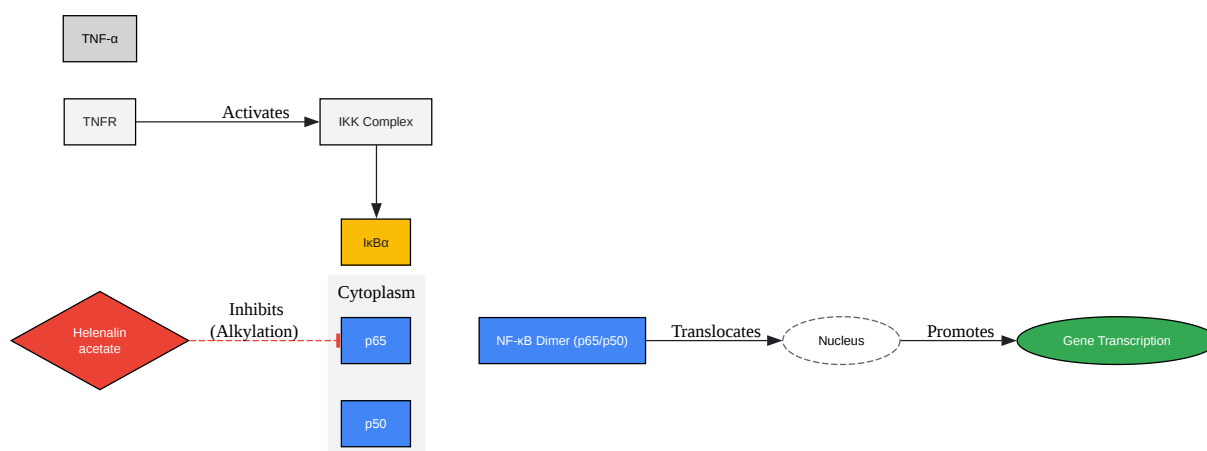 TNF-α
TNFR
Activates
IKK Complex
IκBα
Cytoplasm
Helenalin
acetate
Inhibits
(Alkylation)
p65
NF-κB Dimer (p65/p50)
Translocates
Nucleus
Promotes
Gene Transcription
p50